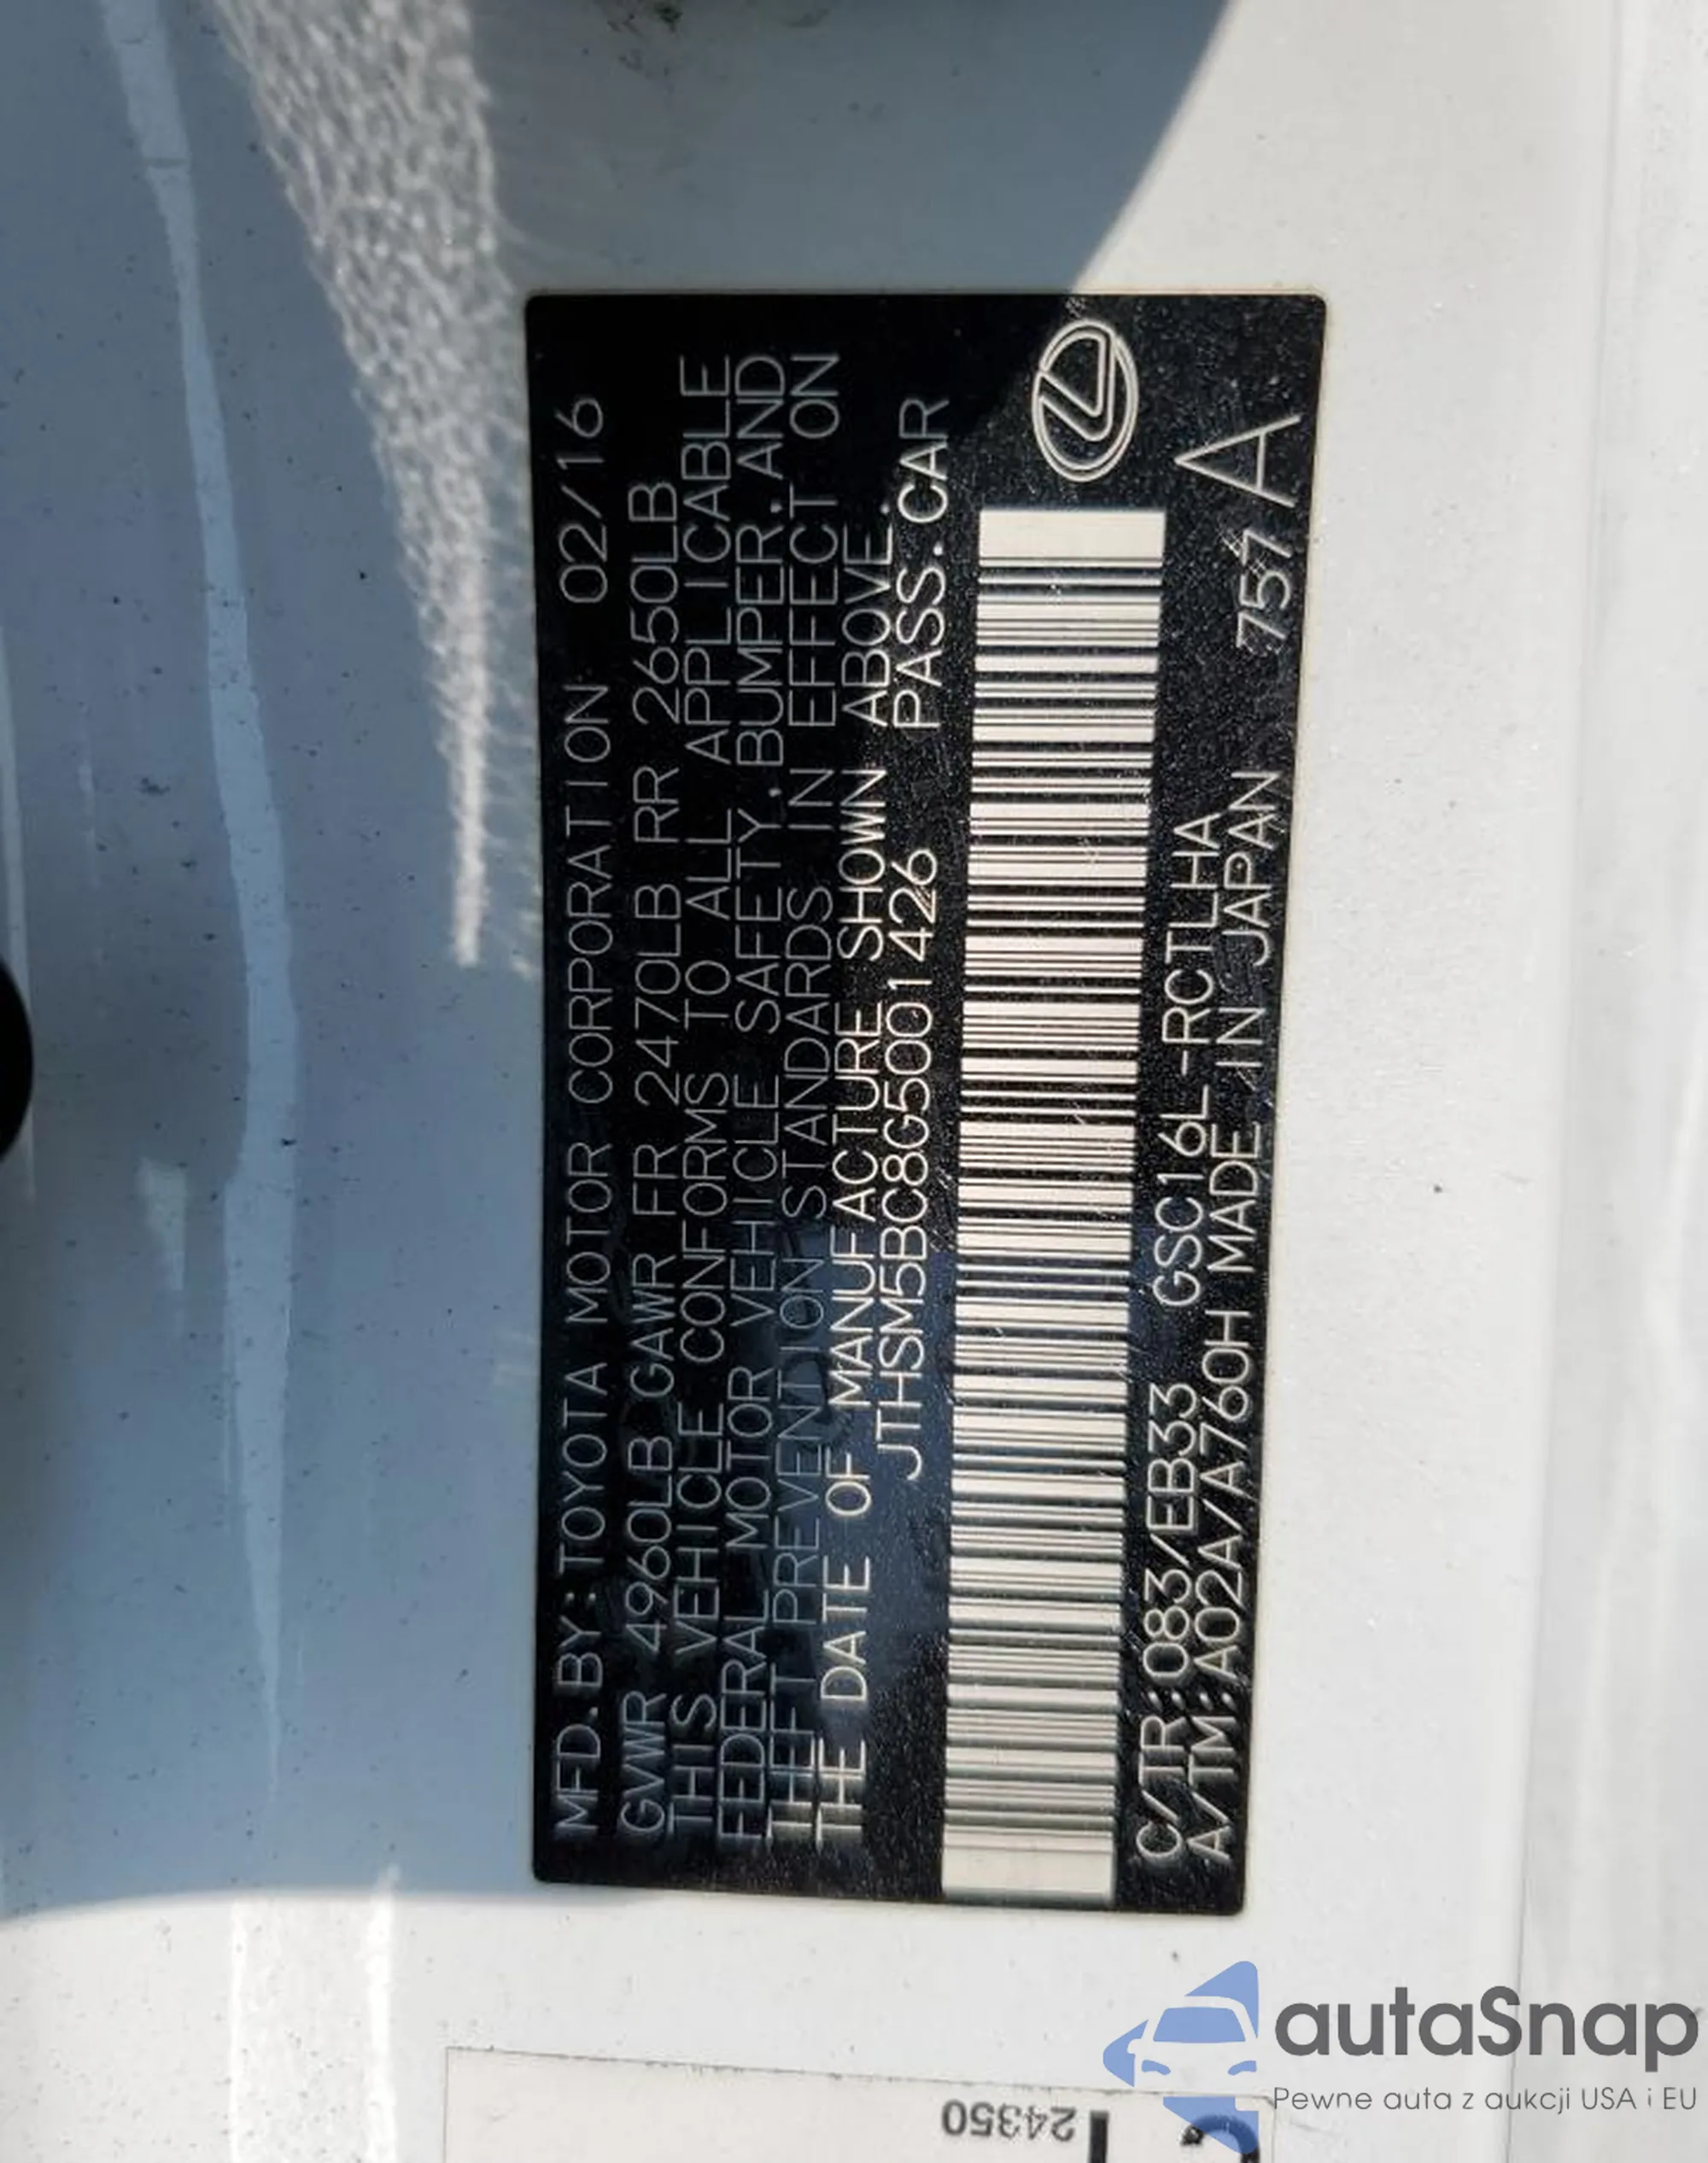 MFD.BY:TOYOTA MOTOR CORPORATION 02/16
GVWR 4960LB GAWR FR 2470LB RR 2650LB
THIS VEHICLE CONFORMS TO ALL APPLICABLE
FEDERAL MOTOR VEHICLE SAFETY,BUMPER,AND
THEFT PREVENTION STANDARDS IN EFFECT ON
THE DATE OF MANUFACTURE SHOWN ABOVE.
JTHSM5BC8G5001426 PASS.CAR
C/TR:083/EB33 GSC16L-RCTLHA
A/TM:A02A/A760H MADE IN JAPAN 751 A
24350
autaSnap
Pewne auta z aukcji USA i EU